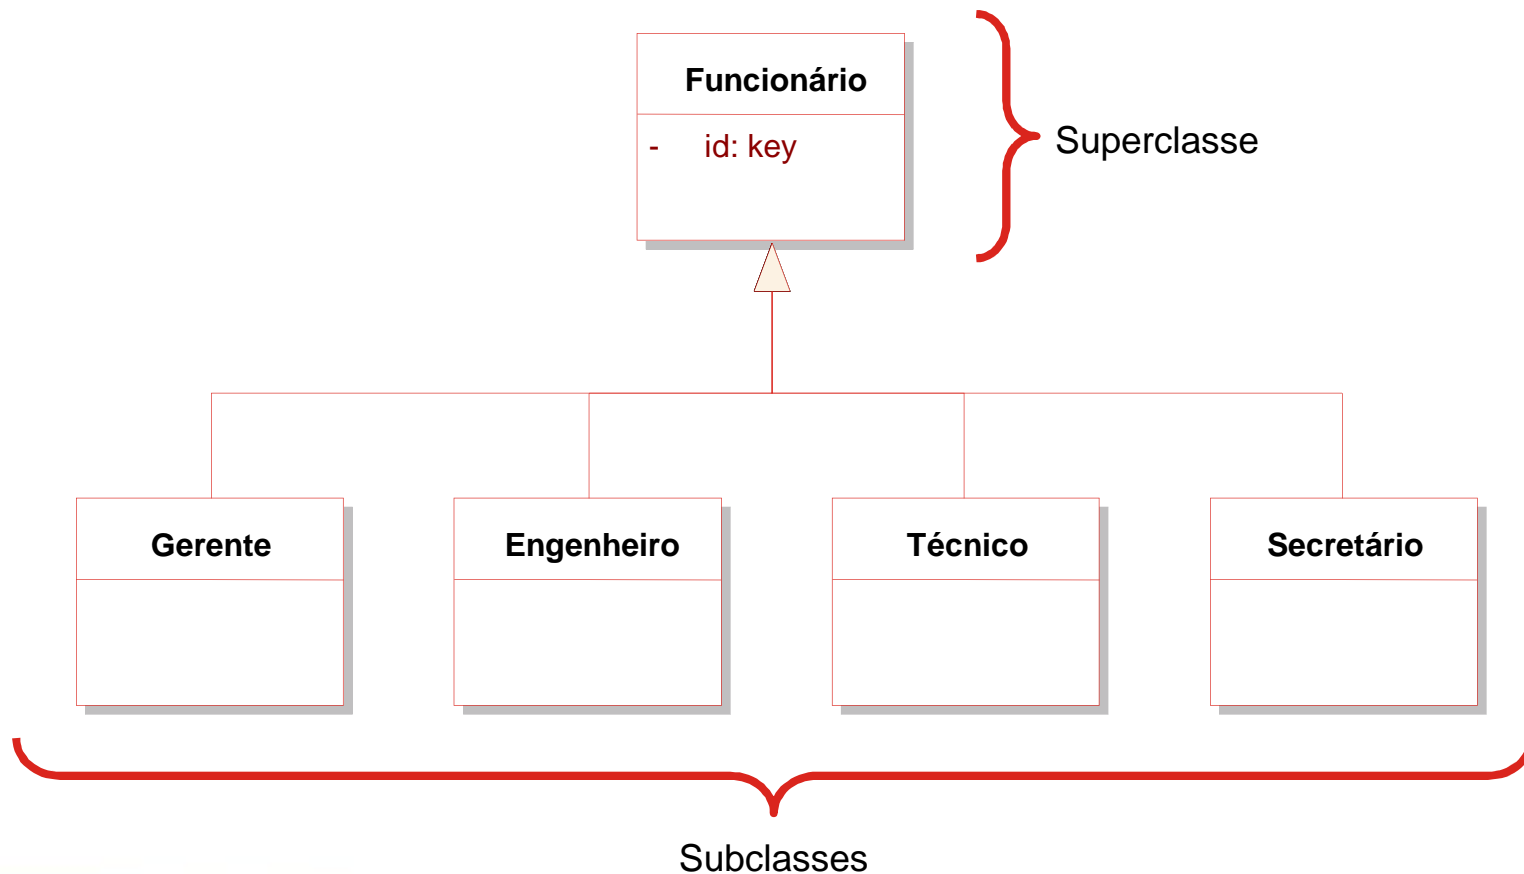 Funcionário
- id: key
Superclasse
Gerente
Engenheiro
Técnico
Secretário
Subclasses